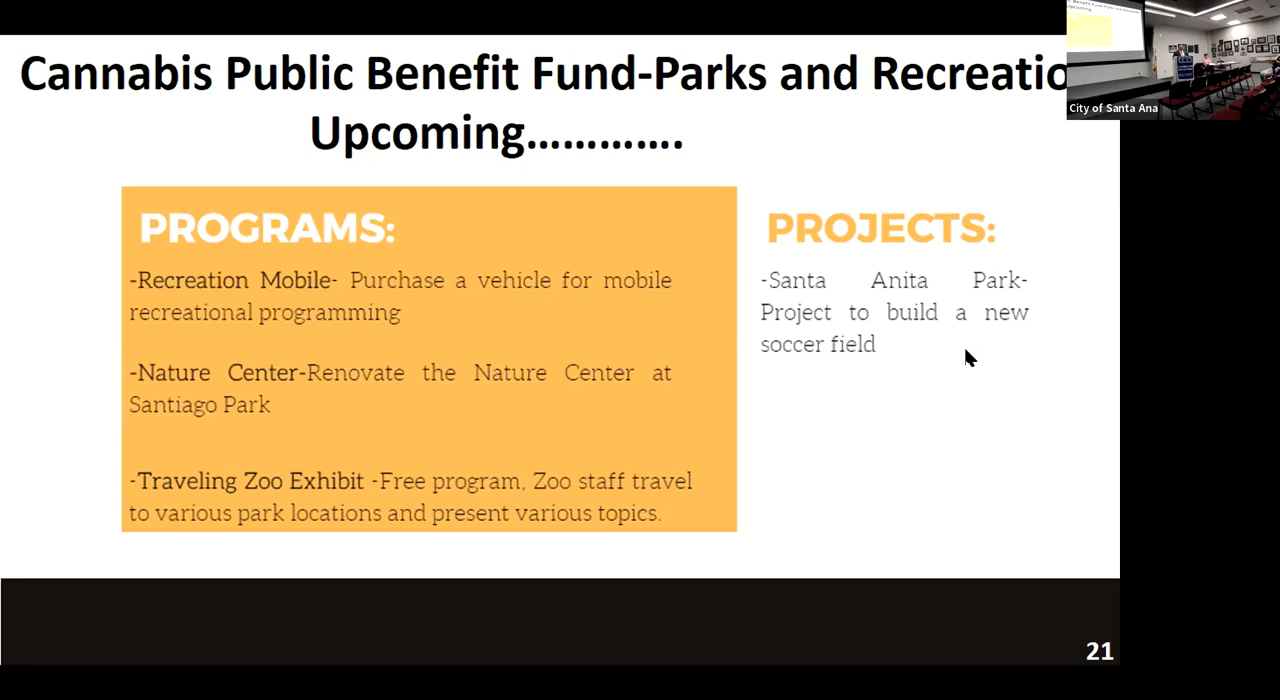 Cannabis Public Benefit Fund-Parks and Recreatio
Upcoming.............
City of Santa Ana
PROGRAMS:
-Recreation Mobile- Purchase a vehicle for mobile
recreational programming
-Nature Center-Renovate the Nature Center at
Santiago Park
-Traveling Zoo Exhibit -Free program, Zoo staff travel
to various park locations and present various topics.
PROJECTS:
-Santa Anita Park-
Project to build a new
soccer field
21